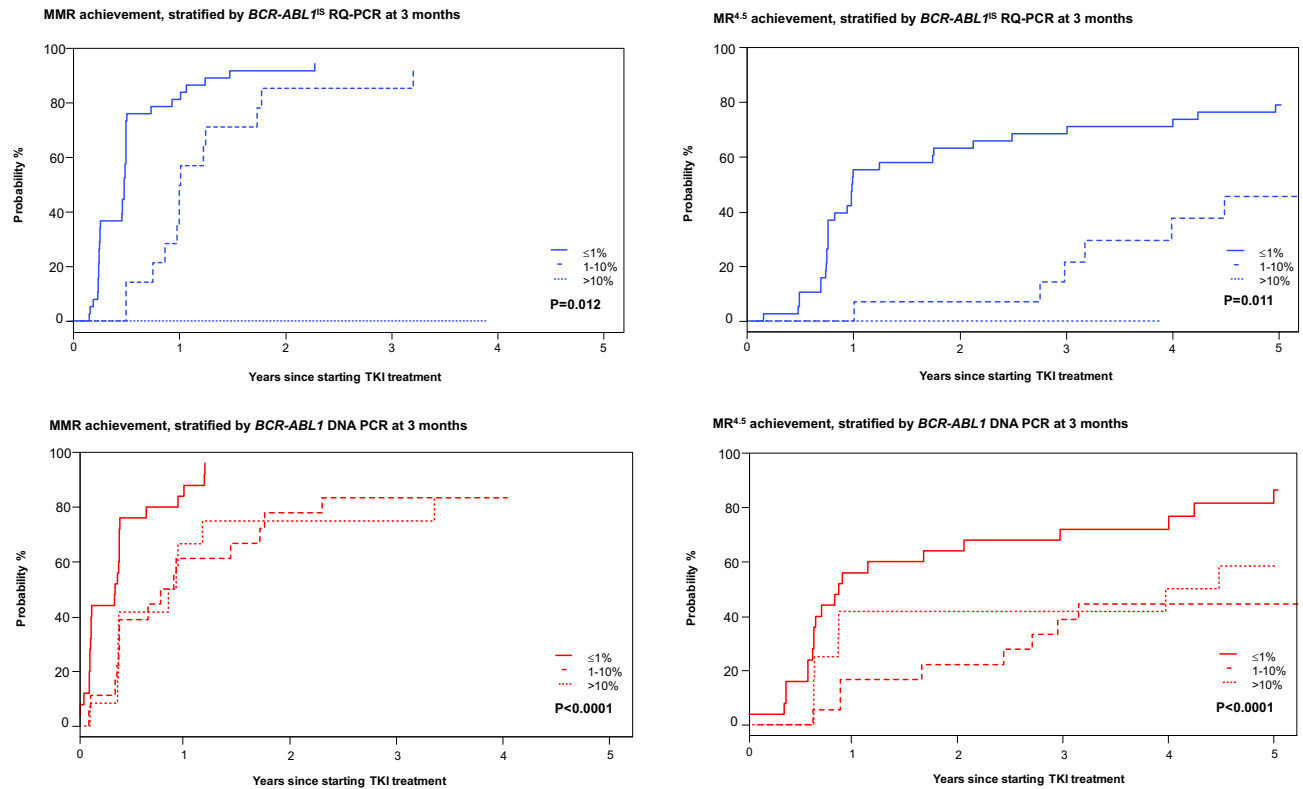 MMR achievement, stratified by BCR-ABL1ᴵˢ RQ-PCR at 3 months
100
80
60
40
20
0
Probability %
≤1%
1-10%
>10%
P=0.012
0 1 2 3 4 5
Years since starting TKI treatment
MR⁴·⁵ achievement, stratified by BCR-ABL1ᴵˢ RQ-PCR at 3 months
100
80
60
40
20
0
Probability %
≤1%
1-10%
>10%
P=0.011
0 1 2 3 4 5
Years since starting TKI treatment
MMR achievement, stratified by BCR-ABL1 DNA PCR at 3 months
100
80
60
40
20
0
Probability %
≤1%
1-10%
>10%
P<0.0001
0 1 2 3 4 5
Years since starting TKI treatment
MR⁴·⁵ achievement, stratified by BCR-ABL1 DNA PCR at 3 months
100
80
60
40
20
0
Probability %
≤1%
1-10%
>10%
P<0.0001
0 1 2 3 4 5
Years since starting TKI treatment